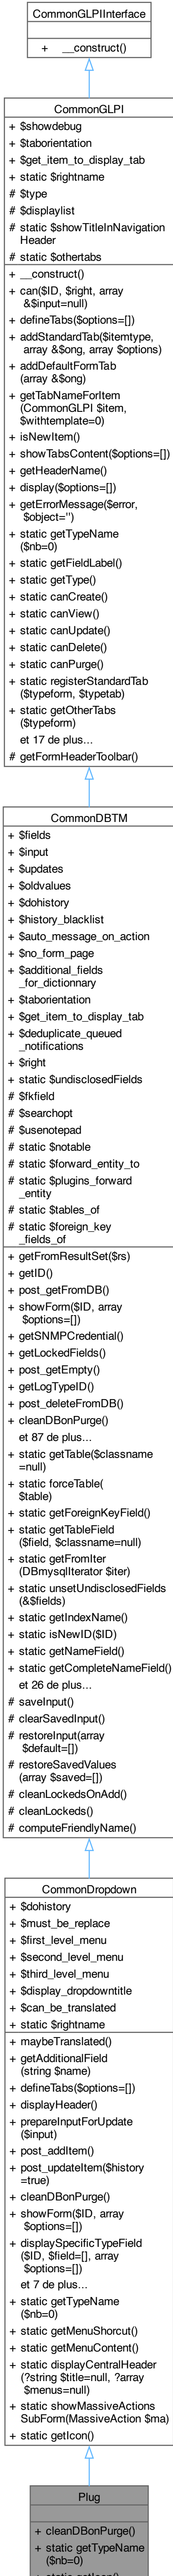 CommonGLPIInterface
+ __construct()
CommonGLPI
+ $showdebug
+ $taborientation
+ $get_item_to_display_tab
+ static $rightname
# $type
# $displaylist
# static $showTitleInNavigation
Header
# static $othertabs
+ __construct()
+ can($ID, $right, array
&$input=null)
+ defineTabs($options=[])
+ addStandardTab($itemtype,
array &$ong, array $options)
+ addDefaultFormTab
(array &$ong)
+ getTabNameForItem
(CommonGLPI $item,
$withtemplate=0)
+ isNewItem()
+ showTabsContent($options=[])
+ getHeaderName()
+ display($options=[])
+ getErrorMessage($error,
$object='')
+ static getTypeName
($nb=0)
+ static getFieldLabel()
+ static getType()
+ static canCreate()
+ static canView()
+ static canUpdate()
+ static canDelete()
+ static canPurge()
+ static registerStandardTab
($typeform, $typetab)
+ static getOtherTabs
($typeform)
et 17 de plus...
# getFormHeaderToolbar()
CommonDBTM
+ $fields
+ $input
+ $updates
+ $oldvalues
+ $dohistory
+ $history_blacklist
+ $auto_message_on_action
+ $no_form_page
+ $additional_fields
_for_dictionnary
+ $taborientation
+ $get_item_to_display_tab
+ $deduplicate_queued
_notifications
+ $right
+ static $undisclosedFields
# $fkfield
# $searchopt
# $usenotepad
# static $notable
# static $forward_entity_to
# static $plugins_forward
_entity
# static $tables_of
# static $foreign_key
_fields_of
+ getFromResultSet($rs)
+ getID()
+ post_getFromDB()
+ showForm($ID, array
$options=[])
+ getSNMPCredential()
+ getLockedFields()
+ post_getEmpty()
+ getLogTypeID()
+ post_deleteFromDB()
+ cleanDBonPurge()
et 87 de plus...
+ static getTable($classname
=null)
+ static forceTable(
$table)
+ static getForeignKeyField()
+ static getTableField
($field, $classname=null)
+ static getFromIter
(DBmysqlIterator $iter)
+ static unsetUndisclosedFields
(&$fields)
+ static getIndexName()
+ static isNewID($ID)
+ static getNameField()
+ static getCompleteNameField()
et 26 de plus...
# saveInput()
# clearSavedInput()
# restoreInput(array
$default=[])
# restoreSavedValues
(array $saved=[])
# cleanLockedsOnAdd()
# cleanLockeds()
# computeFriendlyName()
CommonDropdown
+ $dohistory
+ $must_be_replace
+ $first_level_menu
+ $second_level_menu
+ $third_level_menu
+ $display_dropdowntitle
+ $can_be_translated
+ static $rightname
+ maybeTranslated()
+ getAdditionalField
(string $name)
+ defineTabs($options=[])
+ displayHeader()
+ prepareInputForUpdate
($input)
+ post_addItem()
+ post_updateItem($history
=true)
+ cleanDBonPurge()
+ showForm($ID, array
$options=[])
+ displaySpecificTypeField
($ID, $field=[], array
$options=[])
et 7 de plus...
+ static getTypeName
($nb=0)
+ static getMenuShorcut()
+ static getMenuContent()
+ static displayCentralHeader
(?string $title=null, ?array
$menus=null)
+ static showMassiveActions
SubForm(MassiveAction $ma)
+ static getIcon()
Plug
+ cleanDBonPurge()
+ static getTypeName
($nb=0)